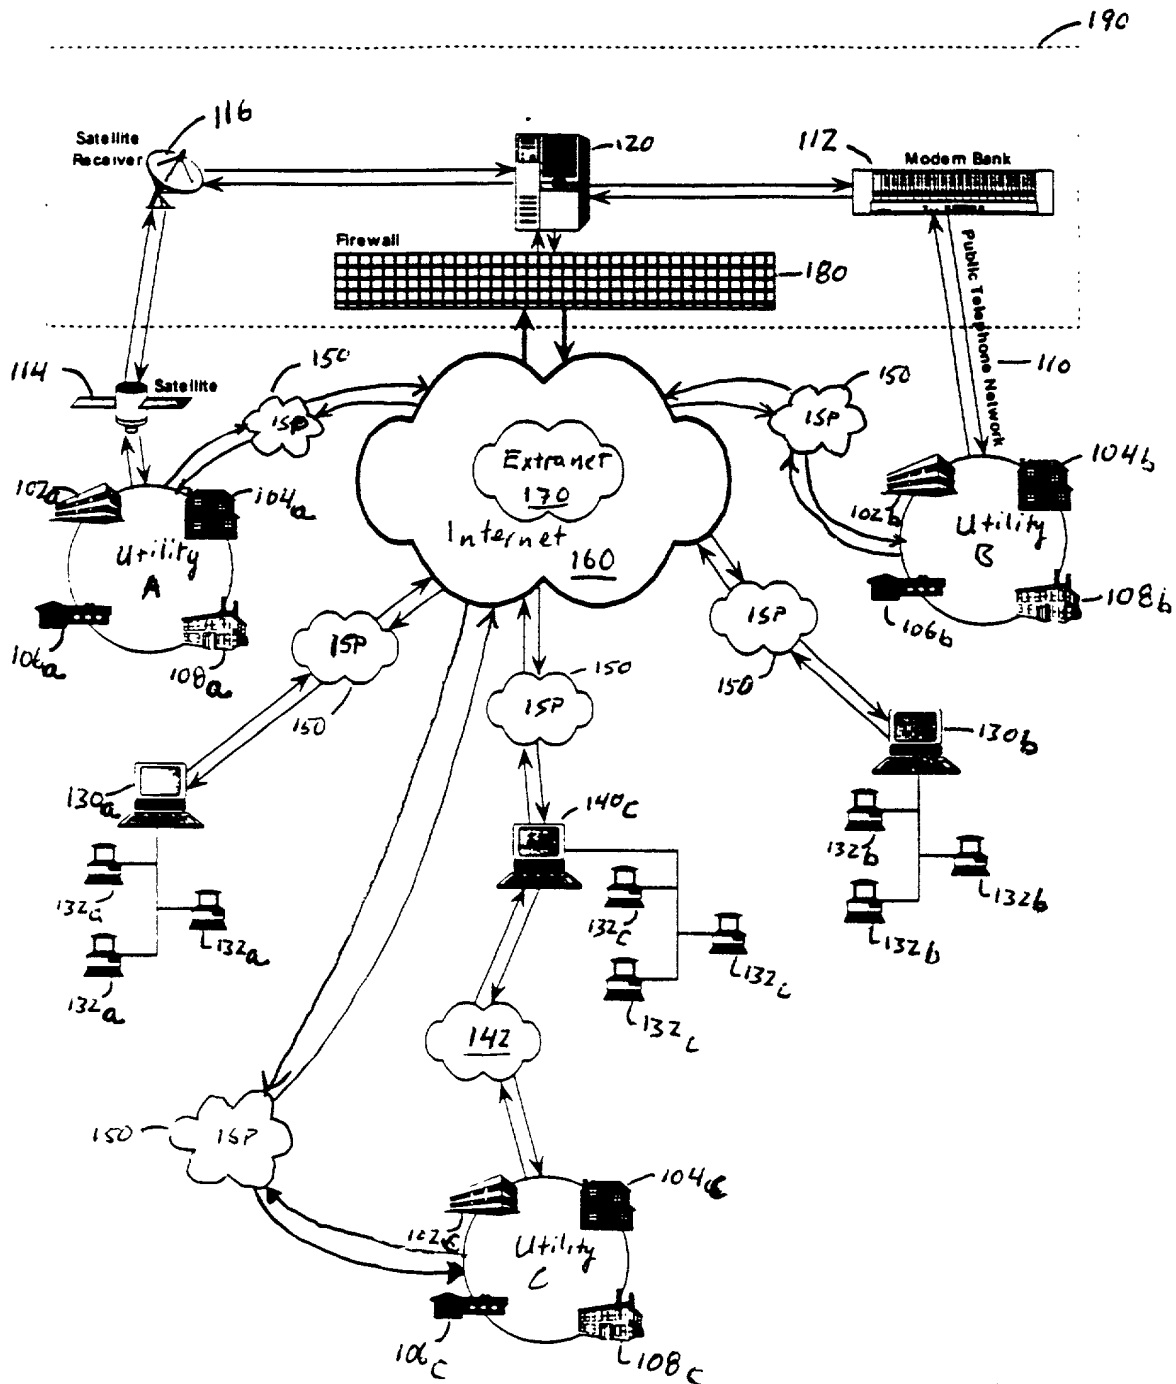 190
116
Satellite
Receiver
120
112
Modem Bank
Firewall
180
Public Telephone Network
110
114
Satellite
150
ISP
150
ISP
Extranet
170
Internet
160
102a
104a
Utility
A
106a
108a
102b
104b
Utility
B
106b
108b
ISP
150
ISP
150
ISP
150
130a
132a
132a
132a
140c
132c
132c
132c
130b
132b
132b
132b
142
150
ISP
102c
104c
Utility
C
106c
108c